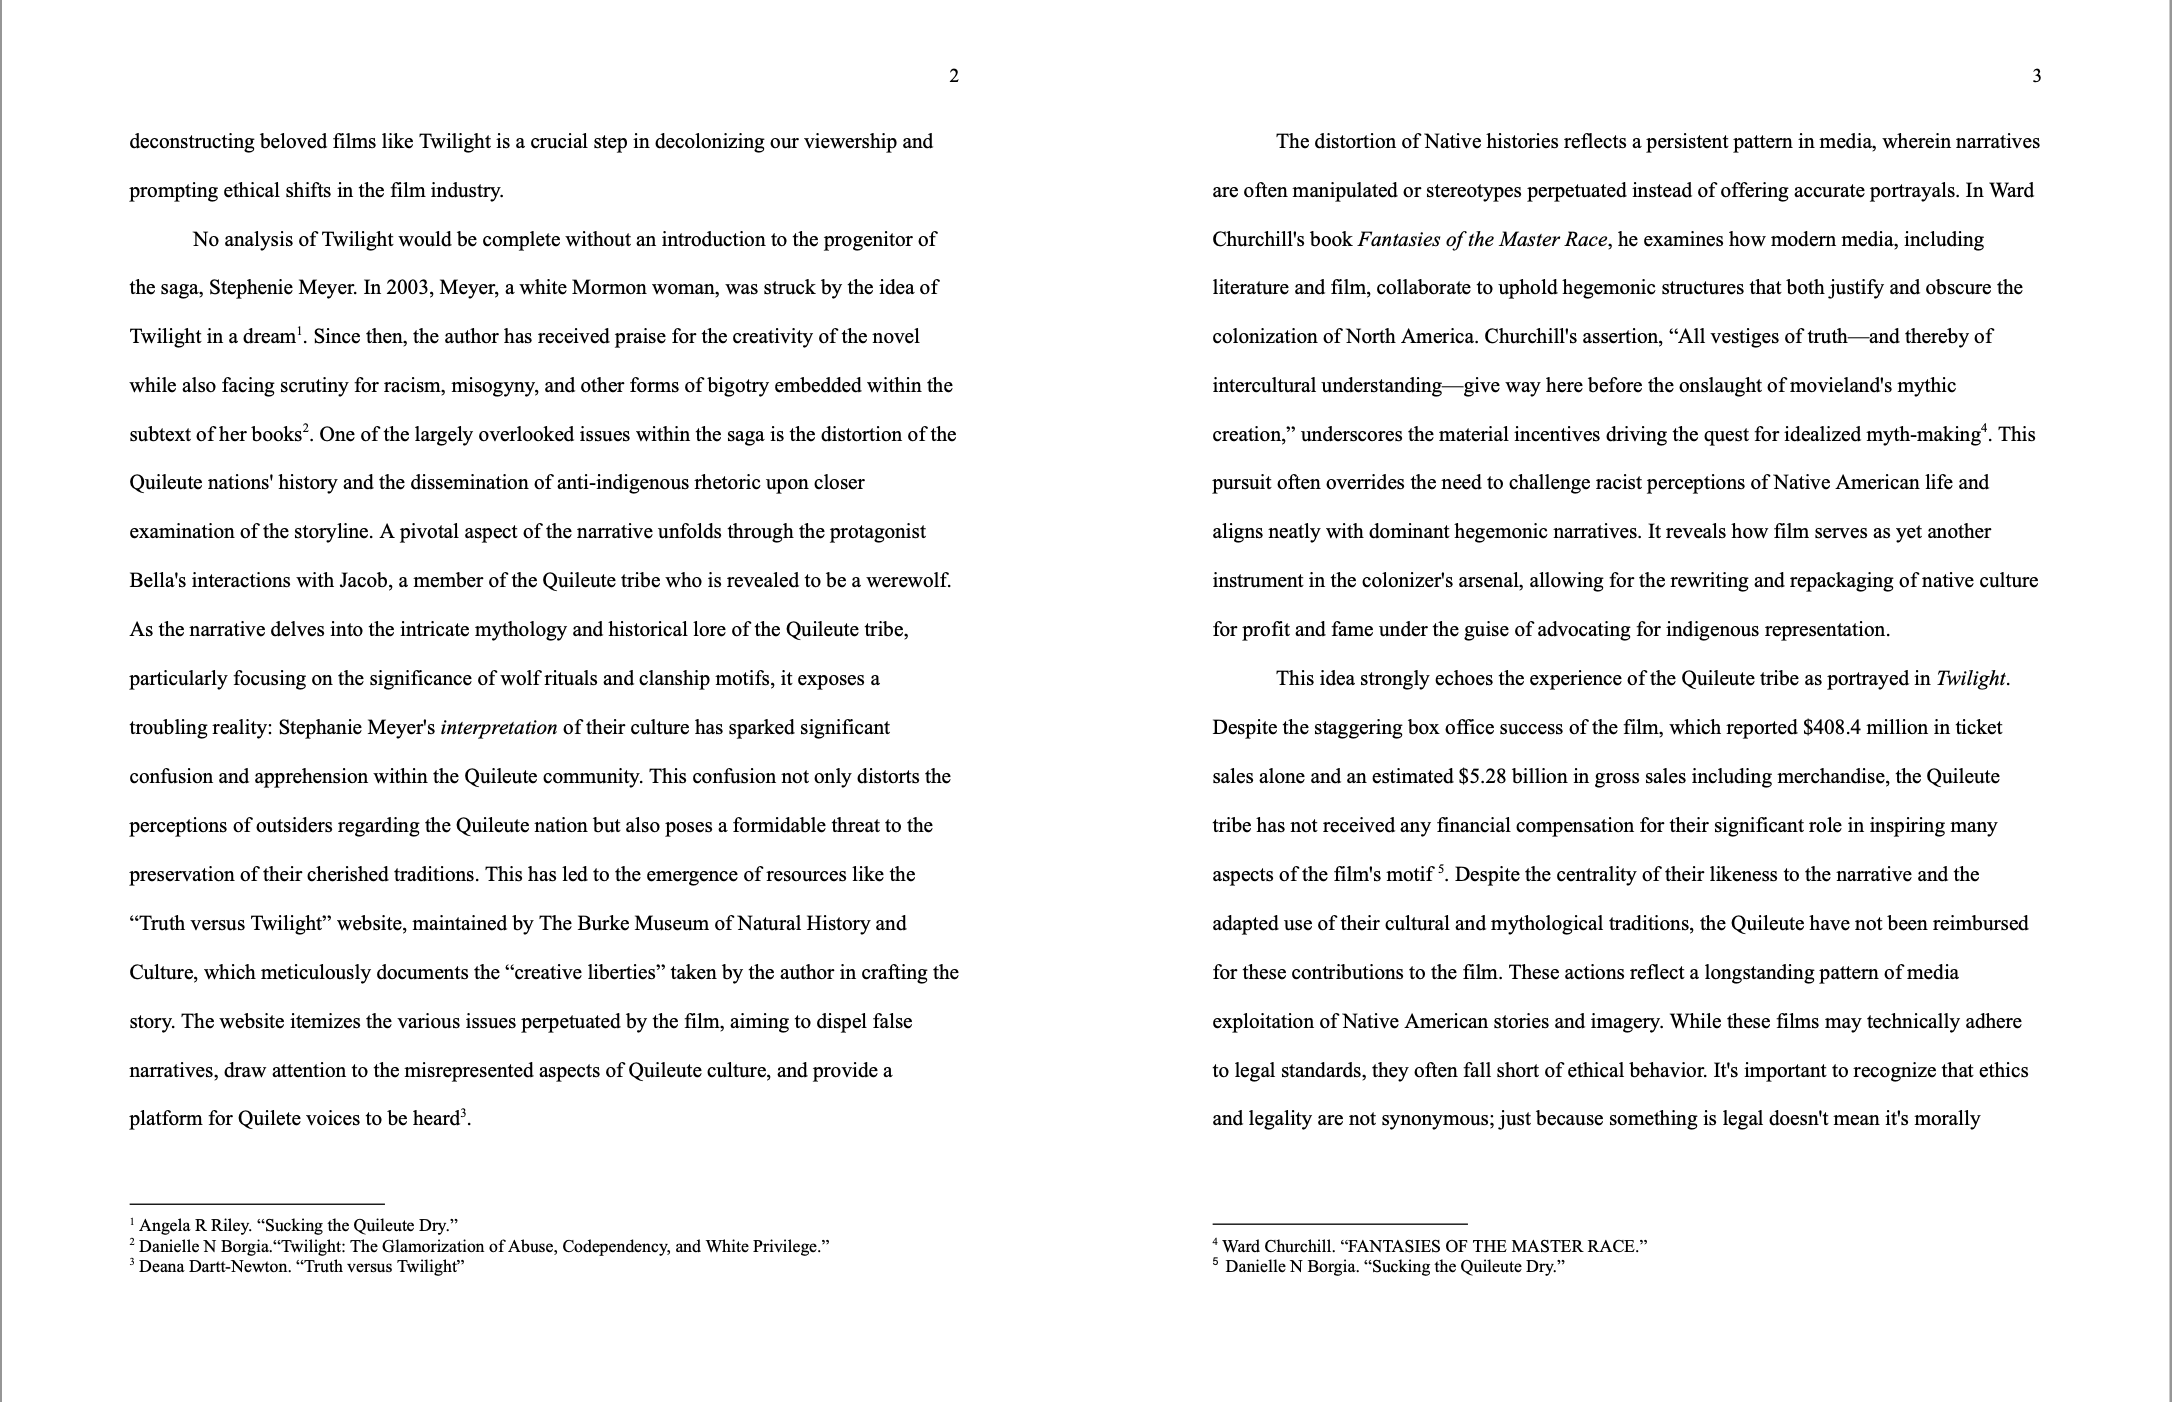 2
deconstructing beloved films like Twilight is a crucial step in decolonizing our viewership and
prompting ethical shifts in the film industry.
No analysis of Twilight would be complete without an introduction to the progenitor of
the saga, Stephenie Meyer. In 2003, Meyer, a white Mormon woman, was struck by the idea of
Twilight in a dream¹. Since then, the author has received praise for the creativity of the novel
while also facing scrutiny for racism, misogyny, and other forms of bigotry embedded within the
subtext of her books². One of the largely overlooked issues within the saga is the distortion of the
Quileute nations' history and the dissemination of anti-indigenous rhetoric upon closer
examination of the storyline. A pivotal aspect of the narrative unfolds through the protagonist
Bella's interactions with Jacob, a member of the Quileute tribe who is revealed to be a werewolf.
As the narrative delves into the intricate mythology and historical lore of the Quileute tribe,
particularly focusing on the significance of wolf rituals and clanship motifs, it exposes a
troubling reality: Stephanie Meyer's interpretation of their culture has sparked significant
confusion and apprehension within the Quileute community. This confusion not only distorts the
perceptions of outsiders regarding the Quileute nation but also poses a formidable threat to the
preservation of their cherished traditions. This has led to the emergence of resources like the
“Truth versus Twilight” website, maintained by The Burke Museum of Natural History and
Culture, which meticulously documents the “creative liberties” taken by the author in crafting the
story. The website itemizes the various issues perpetuated by the film, aiming to dispel false
narratives, draw attention to the misrepresented aspects of Quileute culture, and provide a
platform for Quilete voices to be heard³.
¹ Angela R Riley. “Sucking the Quileute Dry.”
² Danielle N Borgia.“Twilight: The Glamorization of Abuse, Codependency, and White Privilege.”
³ Deana Dartt-Newton. “Truth versus Twilight”
3
The distortion of Native histories reflects a persistent pattern in media, wherein narratives
are often manipulated or stereotypes perpetuated instead of offering accurate portrayals. In Ward
Churchill's book Fantasies of the Master Race, he examines how modern media, including
literature and film, collaborate to uphold hegemonic structures that both justify and obscure the
colonization of North America. Churchill's assertion, “All vestiges of truth—and thereby of
intercultural understanding—give way here before the onslaught of movieland's mythic
creation,” underscores the material incentives driving the quest for idealized myth-making⁴. This
pursuit often overrides the need to challenge racist perceptions of Native American life and
aligns neatly with dominant hegemonic narratives. It reveals how film serves as yet another
instrument in the colonizer's arsenal, allowing for the rewriting and repackaging of native culture
for profit and fame under the guise of advocating for indigenous representation.
This idea strongly echoes the experience of the Quileute tribe as portrayed in Twilight.
Despite the staggering box office success of the film, which reported $408.4 million in ticket
sales alone and an estimated $5.28 billion in gross sales including merchandise, the Quileute
tribe has not received any financial compensation for their significant role in inspiring many
aspects of the film's motif ⁵. Despite the centrality of their likeness to the narrative and the
adapted use of their cultural and mythological traditions, the Quileute have not been reimbursed
for these contributions to the film. These actions reflect a longstanding pattern of media
exploitation of Native American stories and imagery. While these films may technically adhere
to legal standards, they often fall short of ethical behavior. It's important to recognize that ethics
and legality are not synonymous; just because something is legal doesn't mean it's morally
⁴ Ward Churchill. “FANTASIES OF THE MASTER RACE.”
⁵ Danielle N Borgia. “Sucking the Quileute Dry.”